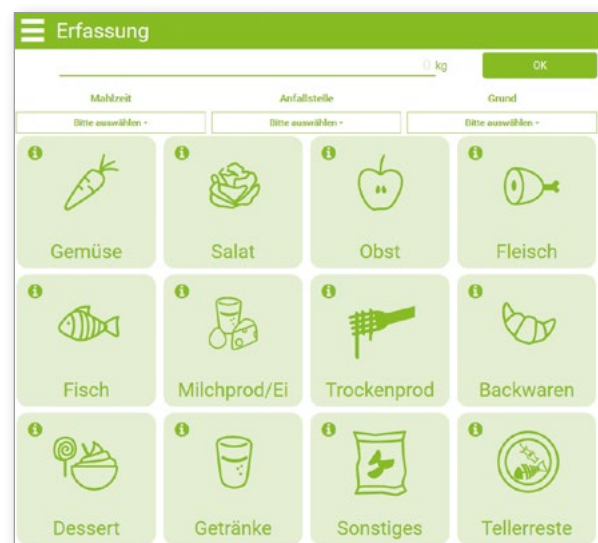 Erfassung
0 kg OK
Mahlzeit Anfallstelle Grund
Bitte auswählen Bitte auswählen Bitte auswählen
Gemüse Salat Obst Fleisch
Fisch Milchprod/Ei Trockenprod Backwaren
Dessert Getränke Sonstiges Tellerreste